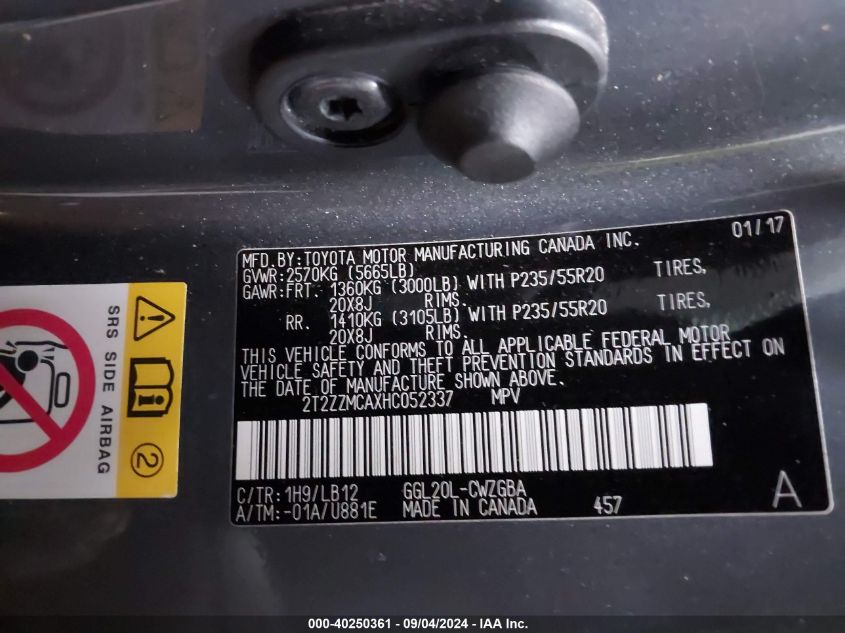 MFD.BY:TOYOTA MOTOR MANUFACTURING CANADA INC. 01/17
GVWR:2570KG (5665LB)
GAWR:FRT. 1360KG (3000LB) WITH P235/55R20 TIRES,
20X8J RIMS.
RR. 1410KG (3105LB) WITH P235/55R20 TIRES,
20X8J RIMS.
THIS VEHICLE CONFORMS TO ALL APPLICABLE FEDERAL MOTOR
VEHICLE SAFETY AND THEFT PREVENTION STANDARDS IN EFFECT ON
THE DATE OF MANUFACTURE SHOWN ABOVE.
2T2ZZMCAXHC052337 MPV
C/TR: 1H9/LB12 GGL20L-CWZGBA
A/TM:-01A/U881E MADE IN CANADA 457 A
SRS SIDE AIRBAG
2
000-40250361 - 09/04/2024 - IAA Inc.